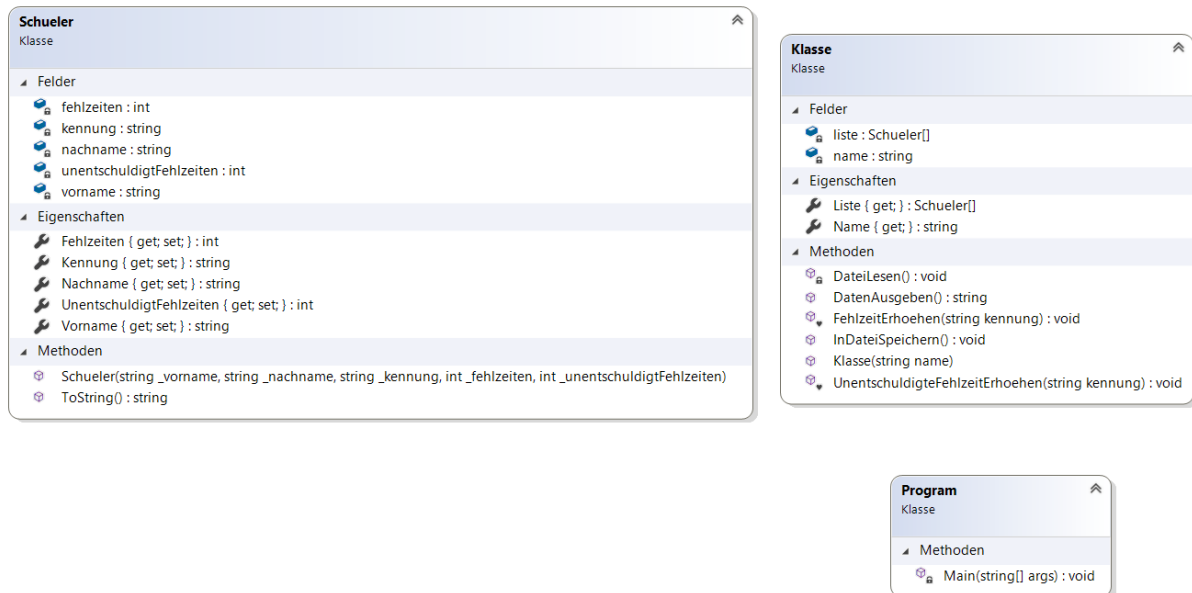 Schueler
Klasse
Felder
fehlzeiten : int
kennung : string
nachname : string
unentschuldigtFehlzeiten : int
vorname : string
Eigenschaften
Fehlzeiten { get; set; } : int
Kennung { get; set; } : string
Nachname { get; set; } : string
UnentschuldigtFehlzeiten { get; set; } : int
Vorname { get; set; } : string
Methoden
Schueler(string _vorname, string _nachname, string _kennung, int _fehlzeiten, int _unentschuldigtFehlzeiten)
ToString() : string
Klasse
Klasse
Felder
liste : Schueler[]
name : string
Eigenschaften
Liste { get; } : Schueler[]
Name { get; } : string
Methoden
DateiLesen() : void
DatenAusgeben() : string
FehlzeitErhoehen(string kennung) : void
InDateiSpeichern() : void
Klasse(string name)
UnentschuldigteFehlzeitErhoehen(string kennung) : void
Program
Klasse
Methoden
Main(string[] args) : void